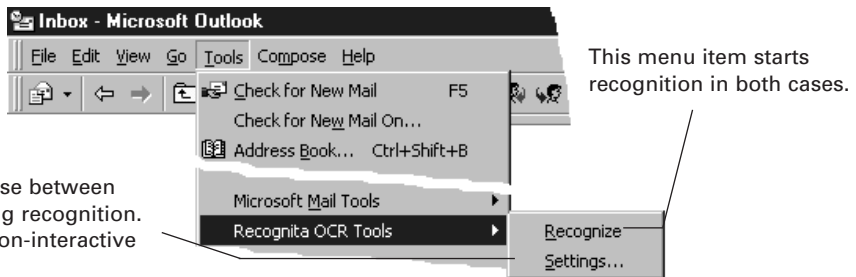 Inbox - Microsoft Outlook
File Edit View Go Tools Compose Help
Check for New Mail F5
Check for New Mail On...
Address Book... Ctrl+Shift+B
Microsoft Mail Tools
Recognita OCR Tools
Recognize
Settings...
This menu item starts
recognition in both cases.
se between
g recognition.
on-interactive